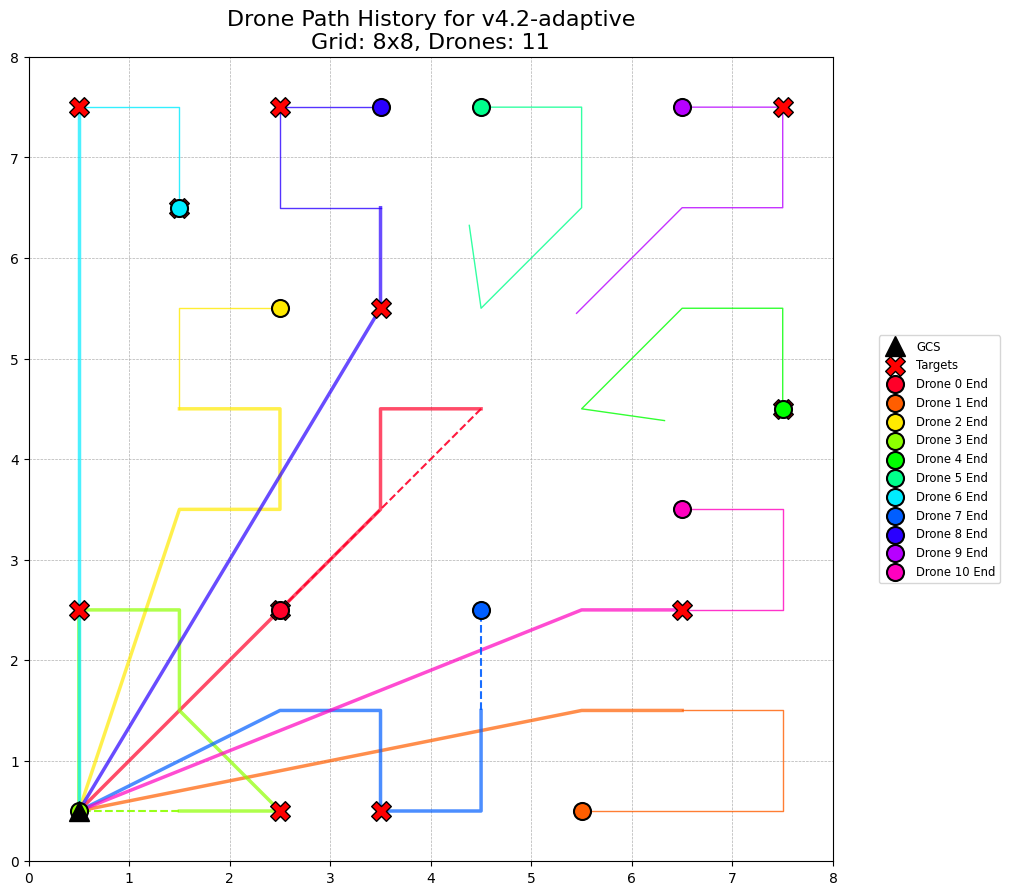 Drone Path History for v4.2-adaptive
Grid: 8x8, Drones: 11
8
7
6
5
4
3
2
1
0
0 1 2 3 4 5 6 7 8
GCS
Targets
Drone 0 End
Drone 1 End
Drone 2 End
Drone 3 End
Drone 4 End
Drone 5 End
Drone 6 End
Drone 7 End
Drone 8 End
Drone 9 End
Drone 10 End